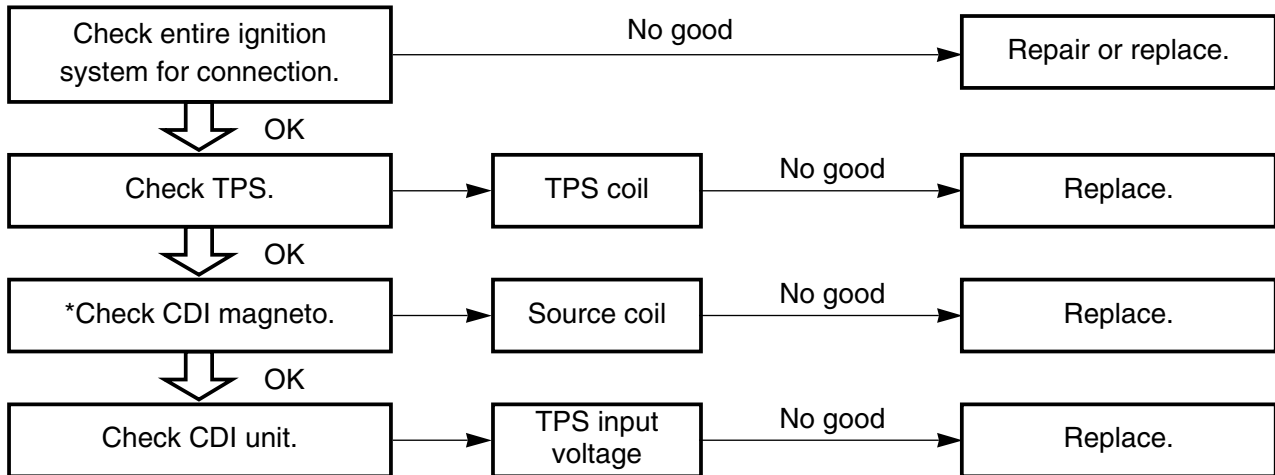 Check entire ignition
system for connection.
No good
Repair or replace.
OK
Check TPS.
TPS coil
No good
Replace.
OK
*Check CDI magneto.
Source coil
No good
Replace.
OK
Check CDI unit.
TPS input
voltage
No good
Replace.